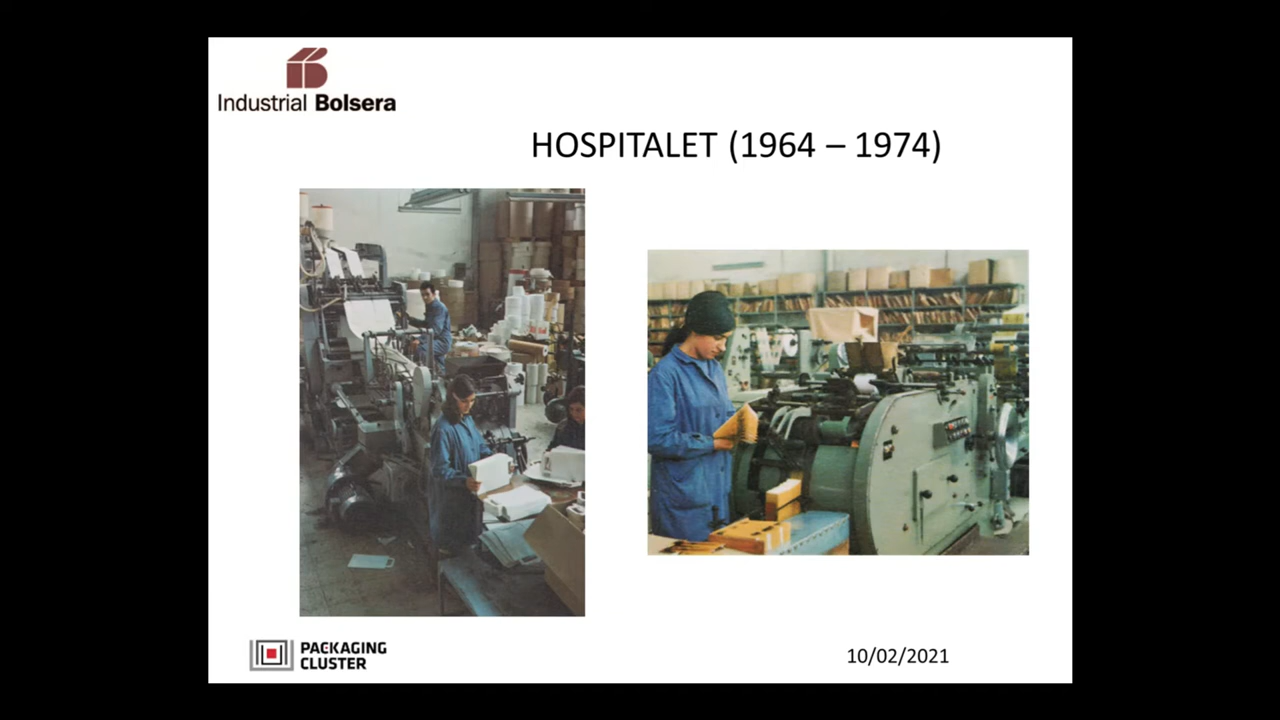 Industrial Bolsera
HOSPITALET (1964 – 1974)
PACKAGING
CLUSTER
10/02/2021